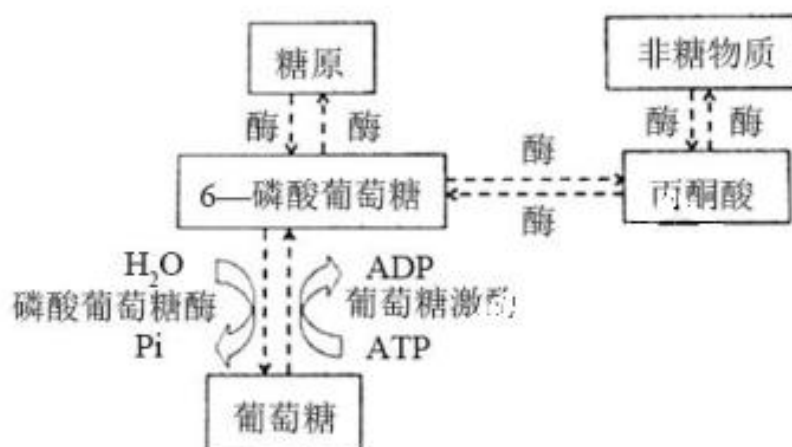 糖原
非糖物质
酶
酶
酶
酶
酶
6—磷酸葡萄糖
丙酮酸
酶
H₂O
ADP
磷酸葡萄糖酶
葡萄糖激酶
Pi
ATP
葡萄糖